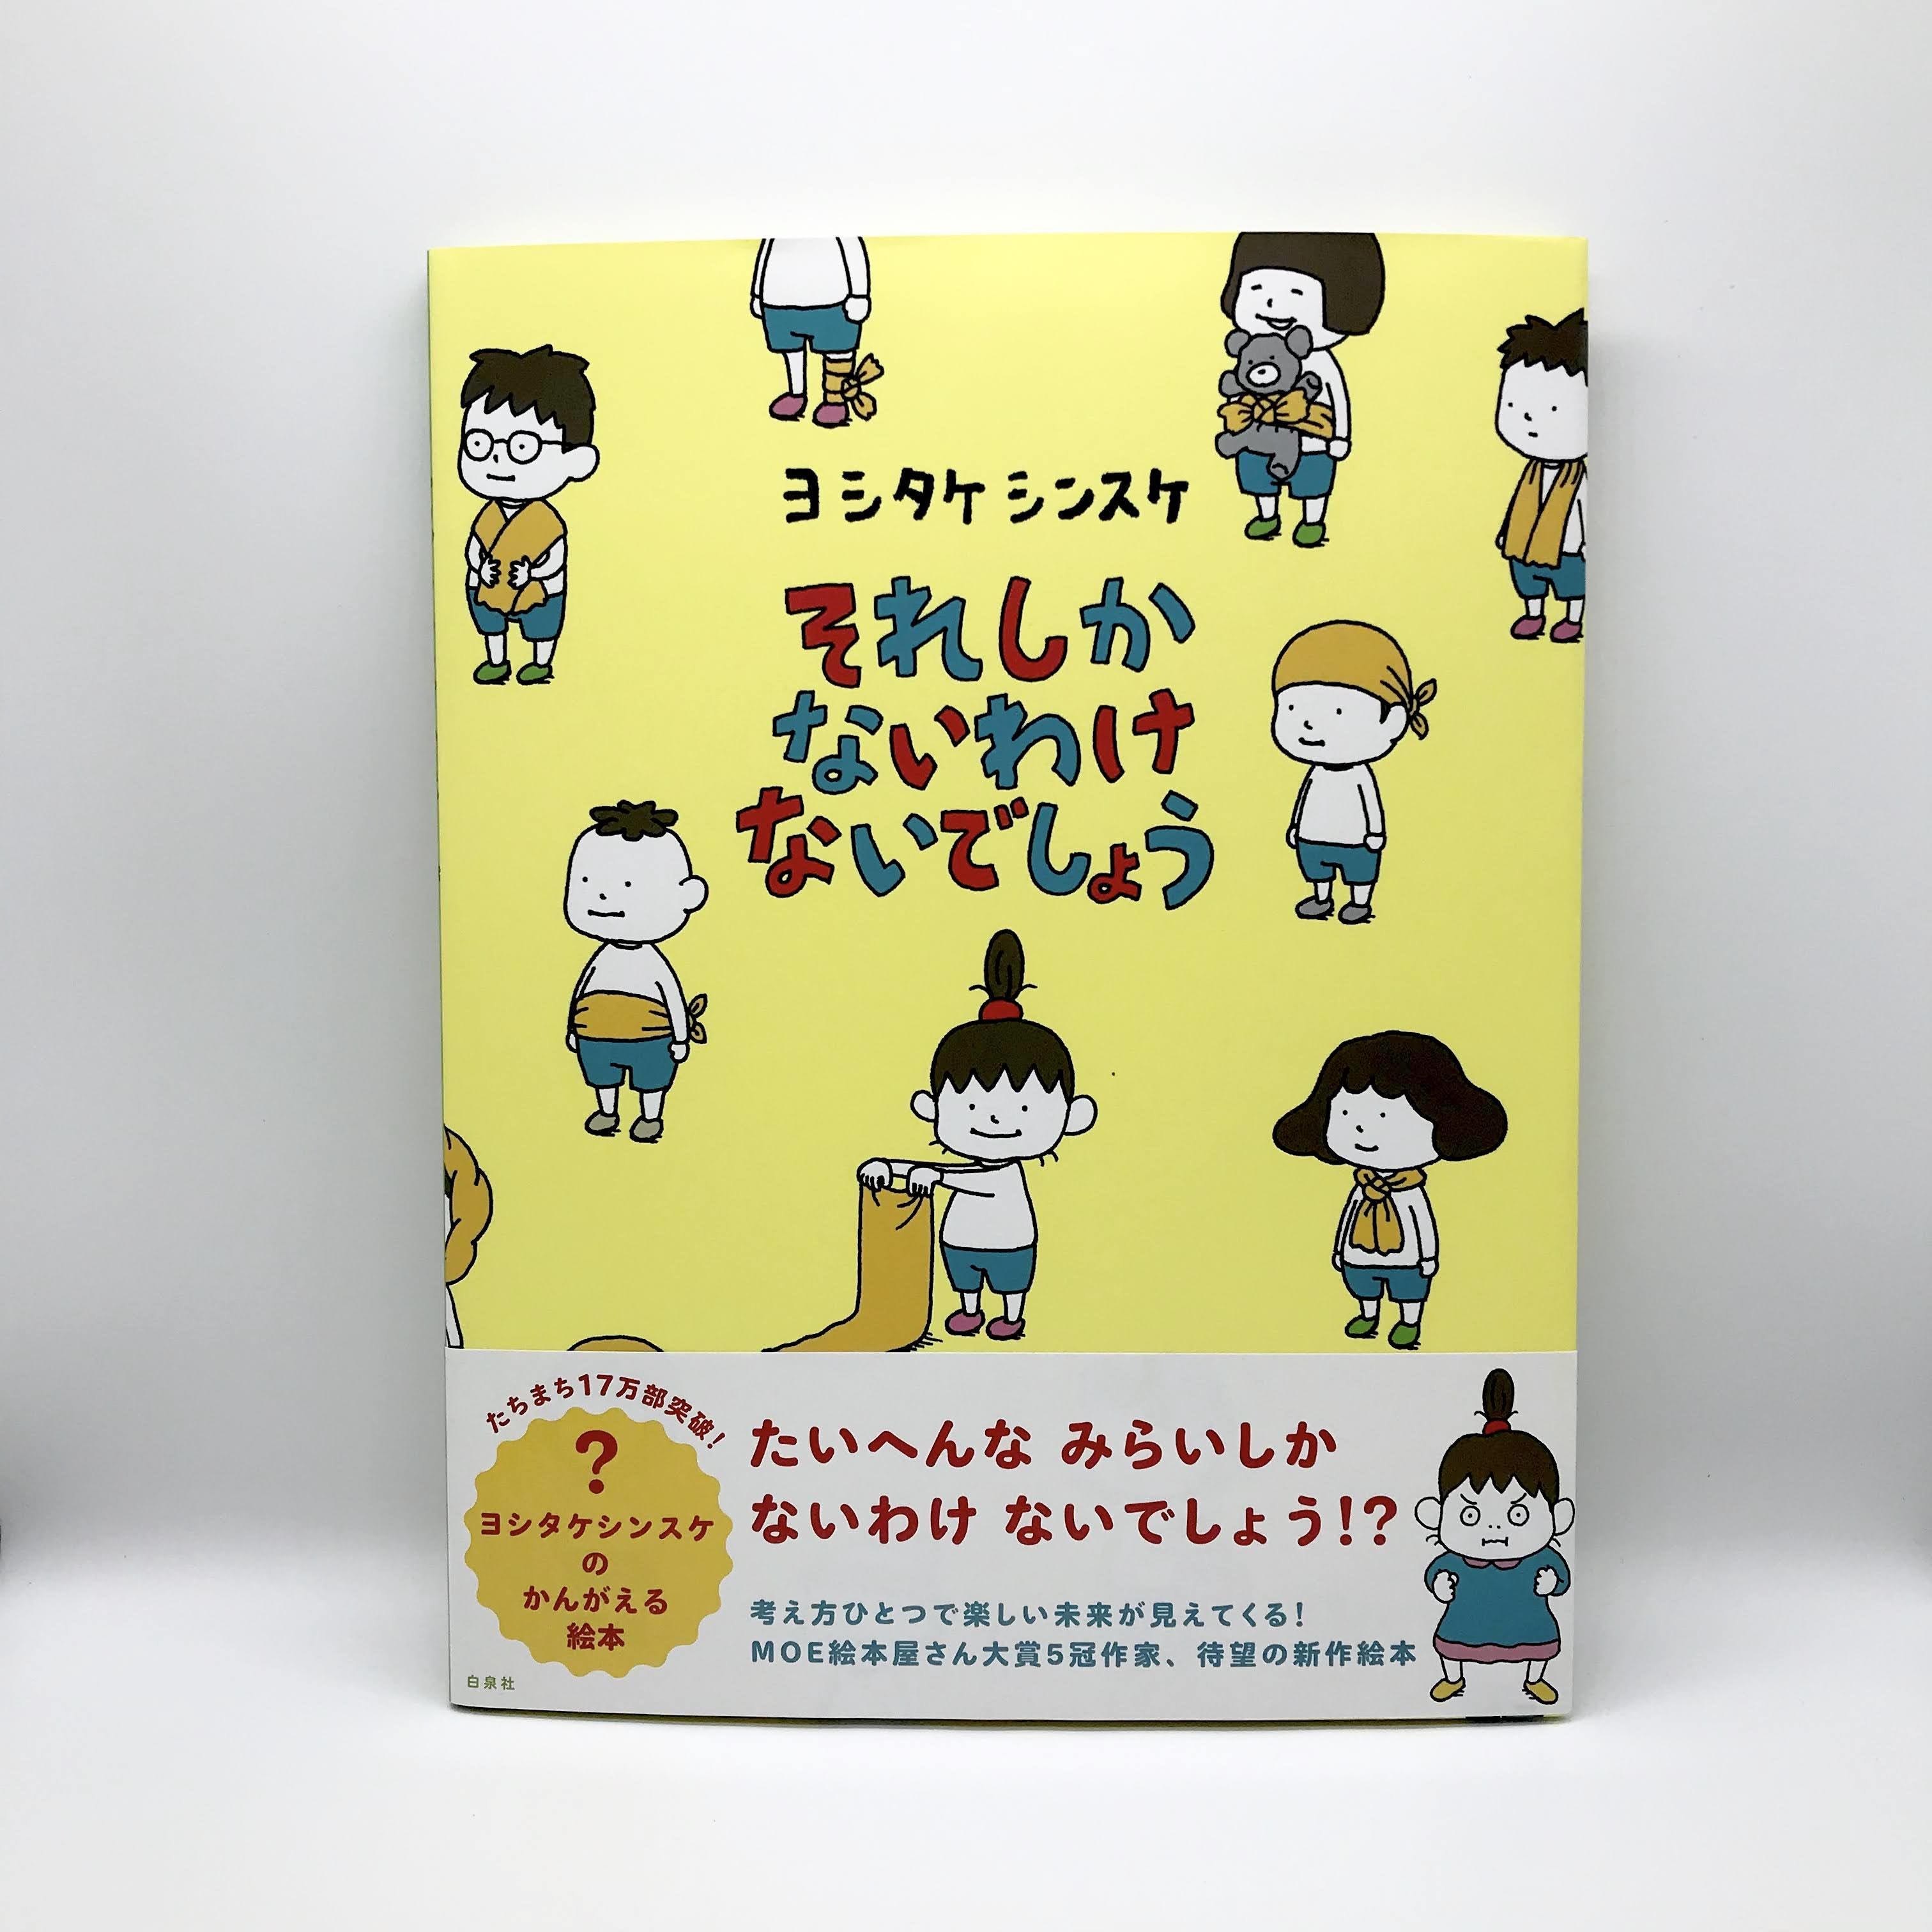 ヨシタケ シンスケ
それしか
ないわけ
ないでしょう
たちまち17万部突破!
?
ヨシタケシンスケ
の
かんがえる
絵本
たいへんな みらいしか
ないわけ ないでしょう!?
考え方ひとつで楽しい未来が見えてくる!
MOE絵本屋さん大賞5冠作家、待望の新作絵本
白泉社